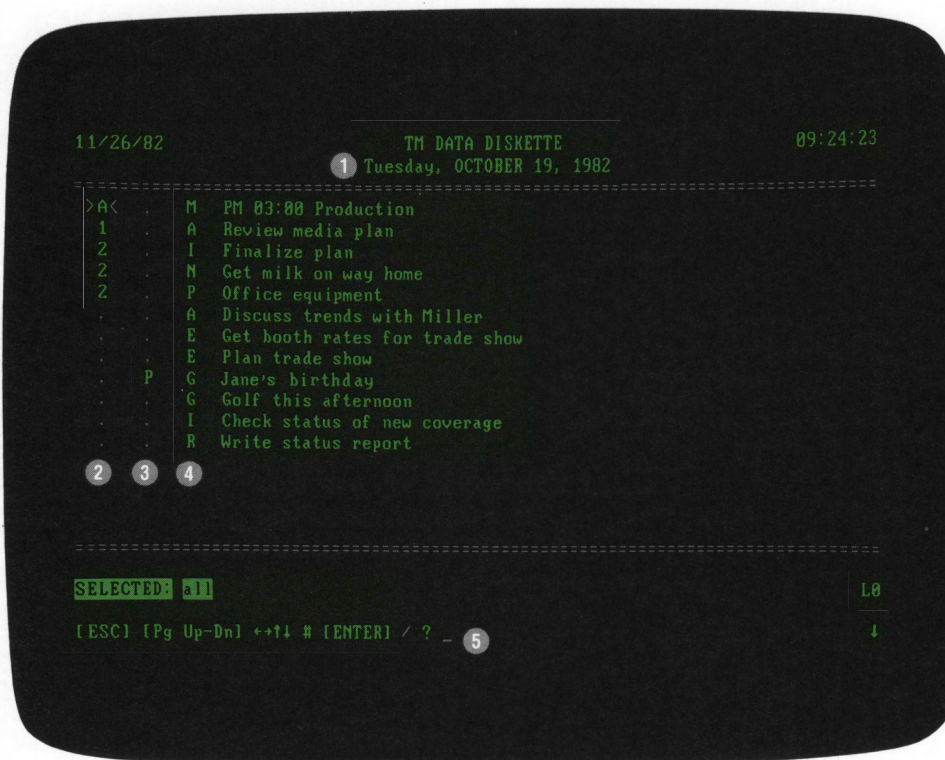 11/26/82 TM DATA DISKETTE 09:24:23
1 Tuesday, OCTOBER 19, 1982
>A< . M PM 03:00 Production
1 . A Review media plan
2 . I Finalize plan
2 . N Get milk on way home
2 . P Office equipment
. . A Discuss trends with Miller
. . E Get booth rates for trade show
. . E Plan trade show
. P G Jane's birthday
. . G Golf this afternoon
. . I Check status of new coverage
. . R Write status report
2 3 4
SELECTED: all L0
[ESC] [Pg Up-Dn] ←→↑↓ # [ENTER] / ? _ 5 ↓